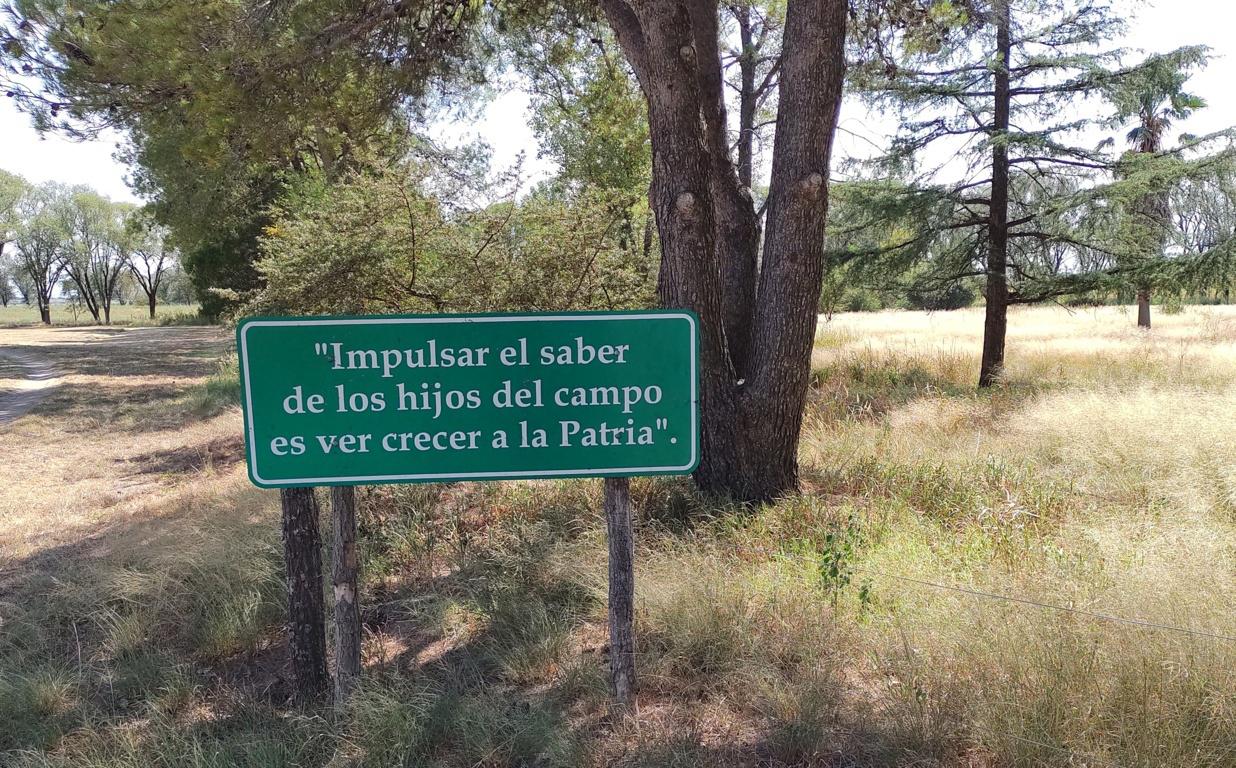 "Impulsar el saber
de los hijos del campo
es ver crecer a la Patria".